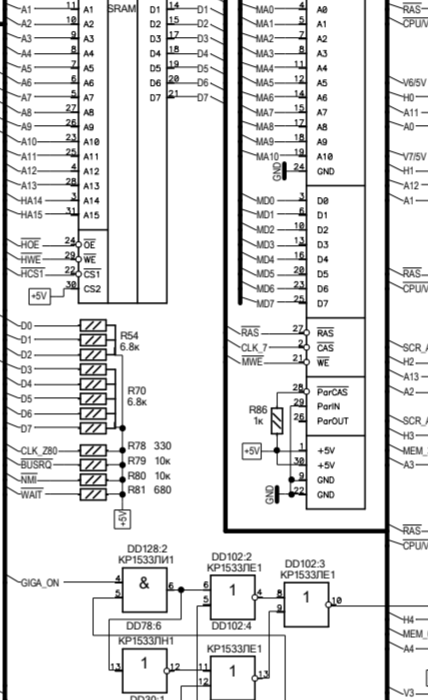 A1 11 A1 SRAM D1 14 D1
A2 10 A2 D2 15 D2
A3 9 A3 D3 17 D3
A4 8 A4 D4 18 D4
A5 7 A5 D5 19 D5
A6 6 A6 D6 20 D6
A7 5 A7 D7 21 D7
A8 27 A8
A9 26 A9
A10 23 A10
A11 25 A11
A12 4 A12
A13 28 A13
HA14 3 A14
HA15 31 A15
HOE 24 OE
HWE 29 WE
HCS1 22 CS1
+5V 30 CS2
D0
D1
D2
D3
D4
D5
D6
D7
R54
6.8к
R70
6.8к
CLK_Z80 R78 330
BUSRQ R79 10к
NMI R80 10к
WAIT R81 680
+5V
MA0 4 A0
MA1 5 A1
MA2 7 A2
MA3 8 A3
MA4 11 A4
MA5 12 A5
MA6 14 A6
MA7 15 A7
MA8 17 A8
MA9 18 A9
MA10 19 A10
GND 24 GND
MD0 3 D0
MD1 6 D1
MD2 10 D2
MD3 13 D3
MD4 16 D4
MD5 20 D5
MD6 23 D6
MD7 25 D7
RAS 27 RAS
CLK_7 2 CAS
MWE 21 WE
28 ParCAS
R86 29 ParIN
1к 26 ParOUT
+5V 1 +5V
30 +5V
9 GND
GND 22 GND
RAS
CPU/V
V6/5V
H0
A11
A0
V7/5V
H1
A12
A1
RAS
CPU/V
SCR_A
H2
A13
A2
SCR_A
H3
MEM_
A3
RAS
CPU/V
H4
MEM_
A4
V3
DD128:2
КР1533ЛИ1
DD102:2
КР1533ЛЕ1
DD102:3
КР1533ЛЕ1
GIGA_ON 4 & 6 6 1 4 8 1 10
5 5 9
DD78:6
КР1533ЛН1
DD102:4
КР1533ЛЕ1
13 1 12 11 1 13
12